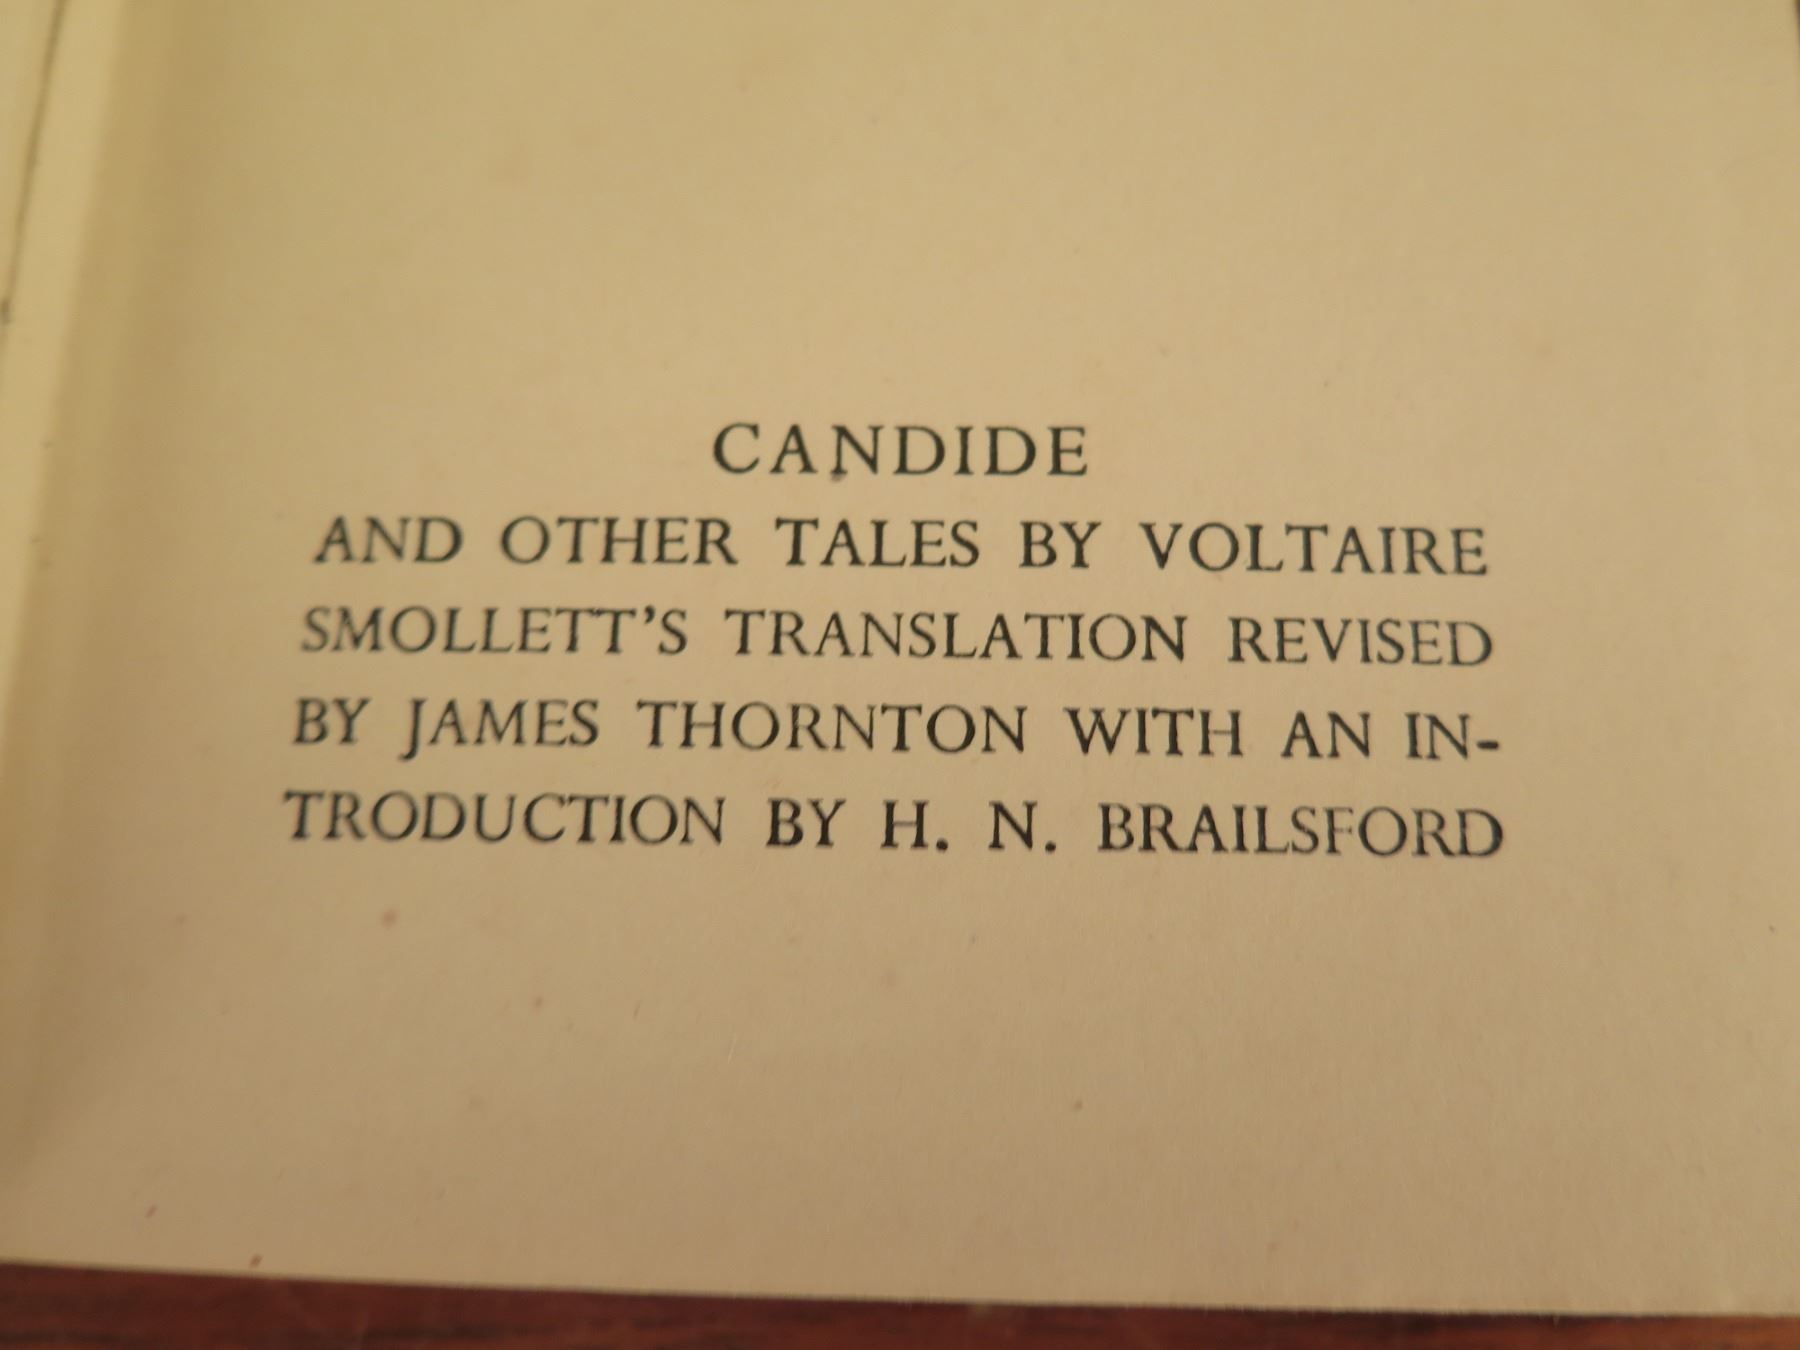 CANDIDE
AND OTHER TALES BY VOLTAIRE
SMOLLETT'S TRANSLATION REVISED
BY JAMES THORNTON WITH AN IN-
TRODUCTION BY H. N. BRAILSFORD